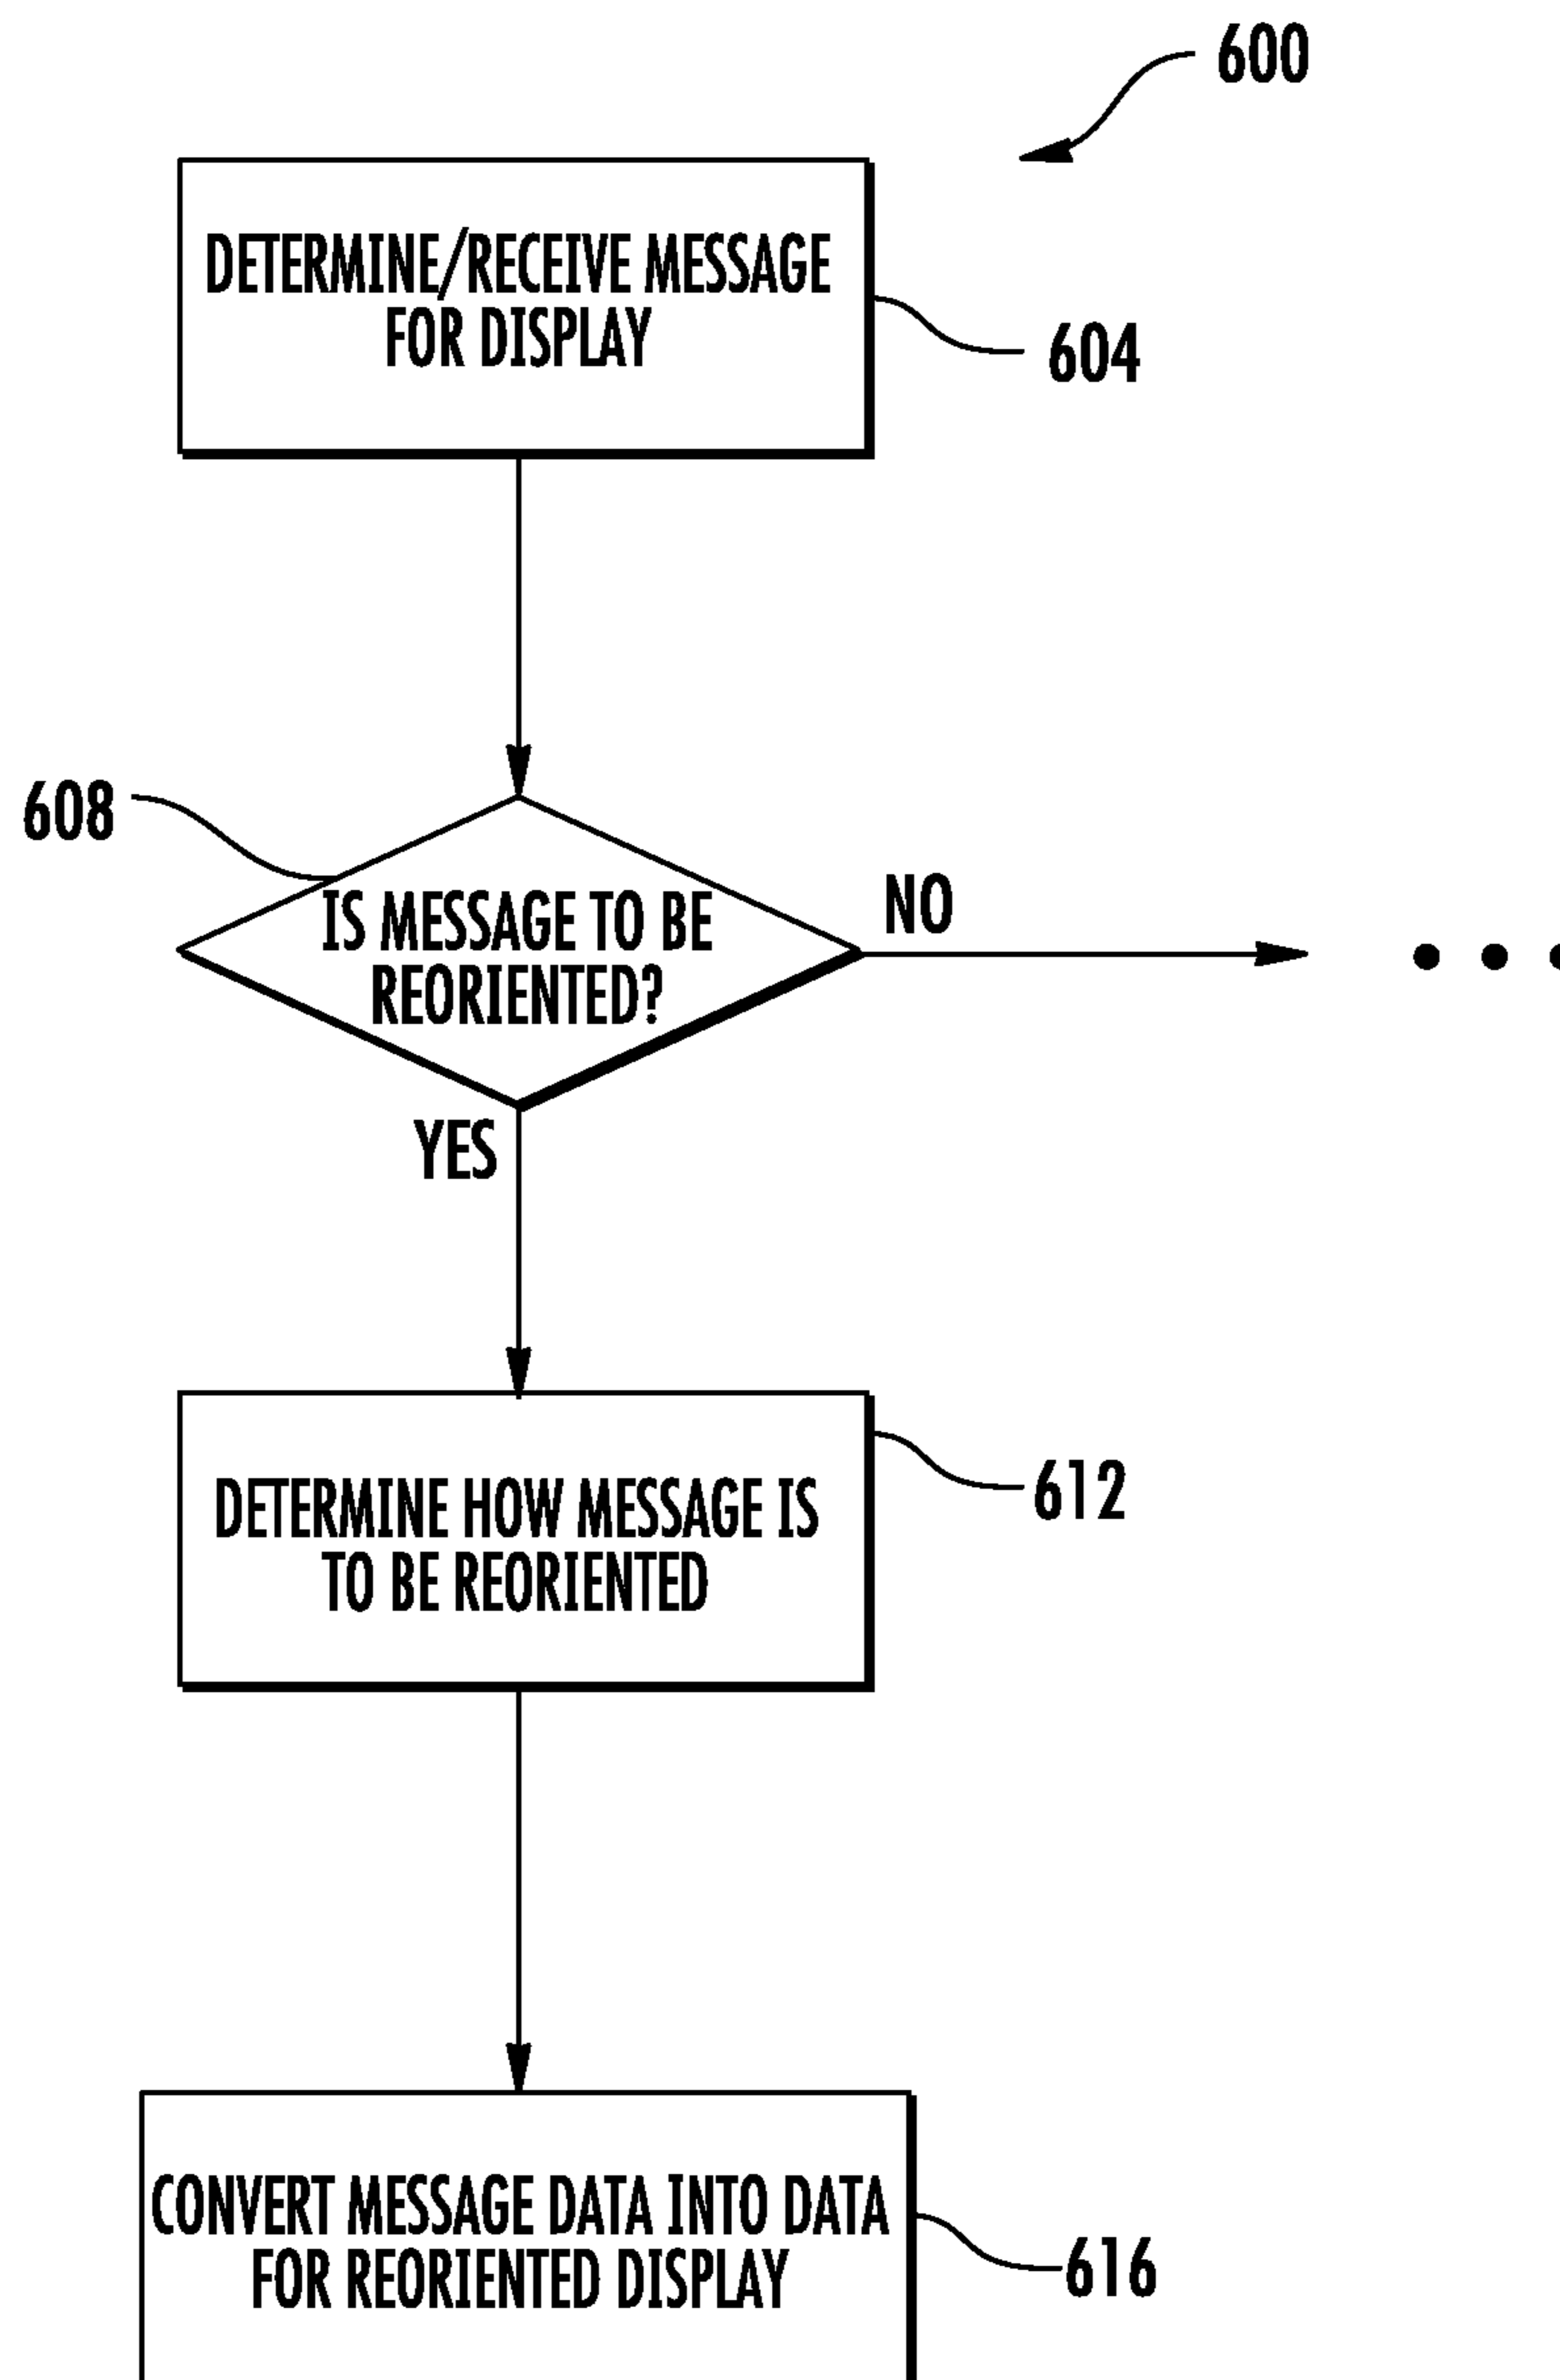 600
DETERMINE/RECEIVE MESSAGE
FOR DISPLAY
604
608
IS MESSAGE TO BE
REORIENTED?
NO
YES
DETERMINE HOW MESSAGE IS
TO BE REORIENTED
612
CONVERT MESSAGE DATA INTO DATA
FOR REORIENTED DISPLAY
616